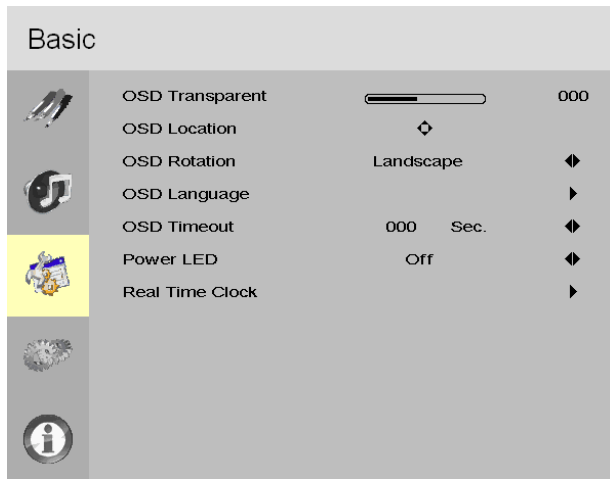 Basic
OSD Transparent 000
OSD Location
OSD Rotation Landscape
OSD Language
OSD Timeout 000 Sec.
Power LED Off
Real Time Clock